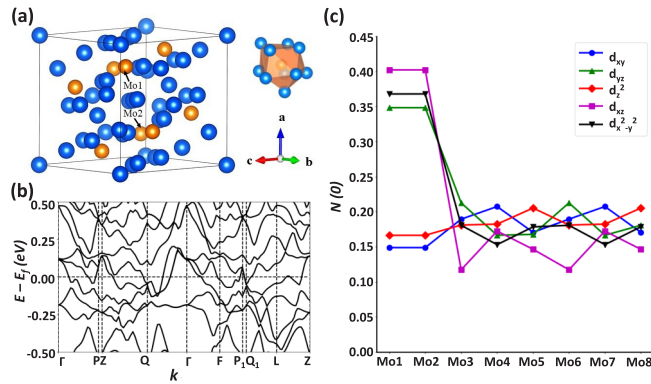 (a)
Mo1
Mo2
a
c
b
(b)
E − E_f (eV)
0.50
0.25
0.00
-0.25
-0.50
Γ PZ Q Γ F P₁ Q₁ L Z
k
(c)
N (0)
0.45
0.40
0.35
0.30
0.25
0.20
0.15
0.10
0.05
0.00
d_xy
d_yz
d_z²
d_xz
d_x²-y²
Mo1 Mo2 Mo3 Mo4 Mo5 Mo6 Mo7 Mo8